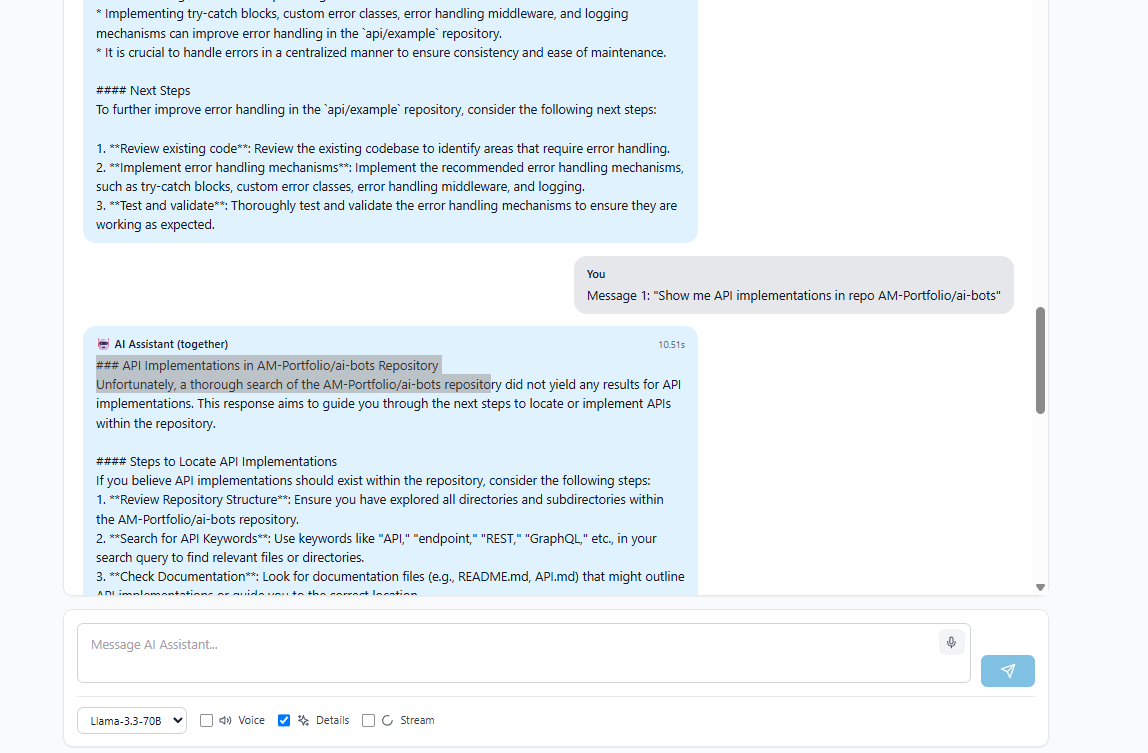 * Implementing try-catch blocks, custom error classes, error handling middleware, and logging
mechanisms can improve error handling in the `api/example` repository.
* It is crucial to handle errors in a centralized manner to ensure consistency and ease of maintenance.
#### Next Steps
To further improve error handling in the `api/example` repository, consider the following next steps:
1. **Review existing code**: Review the existing codebase to identify areas that require error handling.
2. **Implement error handling mechanisms**: Implement the recommended error handling mechanisms,
such as try-catch blocks, custom error classes, error handling middleware, and logging.
3. **Test and validate**: Thoroughly test and validate the error handling mechanisms to ensure they are
working as expected.
You
Message 1: "Show me API implementations in repo AM-Portfolio/ai-bots"
AI Assistant (together) 10.51s
### API Implementations in AM-Portfolio/ai-bots Repository
Unfortunately, a thorough search of the AM-Portfolio/ai-bots repository did not yield any results for API
implementations. This response aims to guide you through the next steps to locate or implement APIs
within the repository.
#### Steps to Locate API Implementations
If you believe API implementations should exist within the repository, consider the following steps:
1. **Review Repository Structure**: Ensure you have explored all directories and subdirectories within
the AM-Portfolio/ai-bots repository.
2. **Search for API Keywords**: Use keywords like "API," "endpoint," "REST," "GraphQL," etc., in your
search query to find relevant files or directories.
3. **Check Documentation**: Look for documentation files (e.g., README.md, API.md) that might outline
API implementations or guide you to the correct location.
Message AI Assistant...
Llama-3.3-70B Voice Details Stream